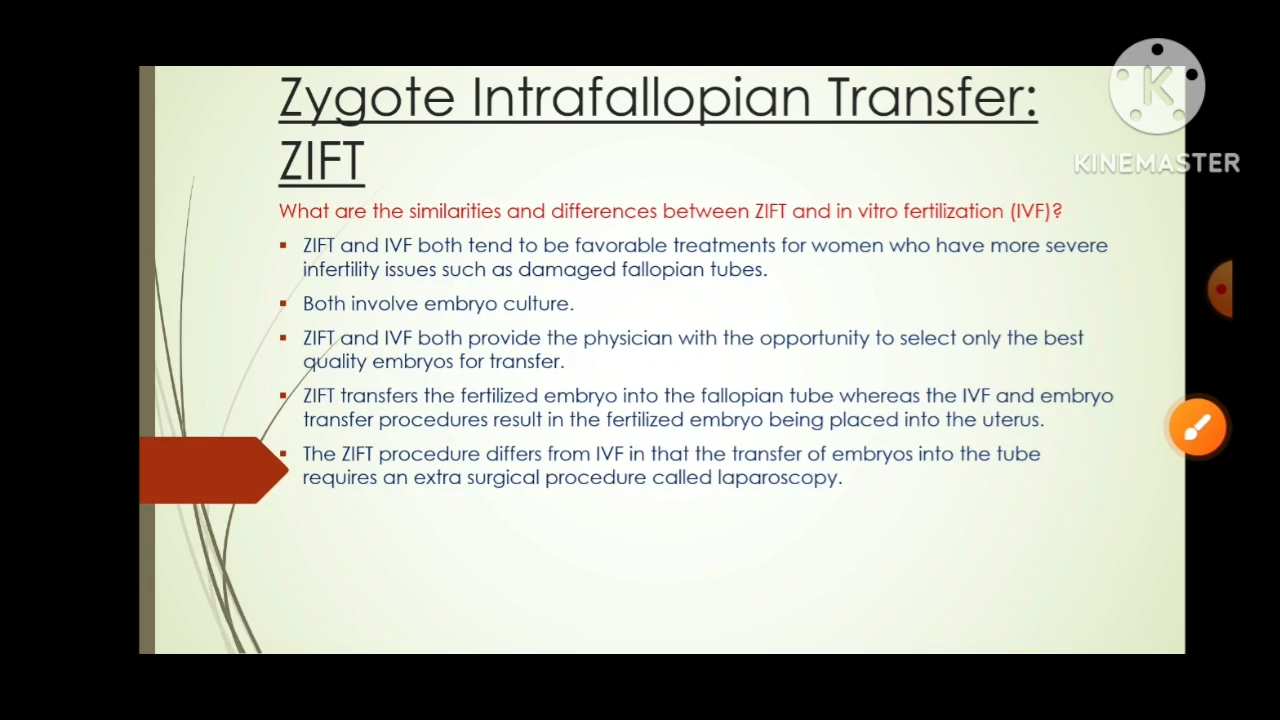 Zygote Intrafallopian Transfer:
ZIFT
What are the similarities and differences between ZIFT and in vitro fertilization (IVF)?
ZIFT and IVF both tend to be favorable treatments for women who have more severe
infertility issues such as damaged fallopian tubes.
Both involve embryo culture.
ZIFT and IVF both provide the physician with the opportunity to select only the best
quality embryos for transfer.
ZIFT transfers the fertilized embryo into the fallopian tube whereas the IVF and embryo
transfer procedures result in the fertilized embryo being placed into the uterus.
The ZIFT procedure differs from IVF in that the transfer of embryos into the tube
requires an extra surgical procedure called laparoscopy.
K
KINEMASTER